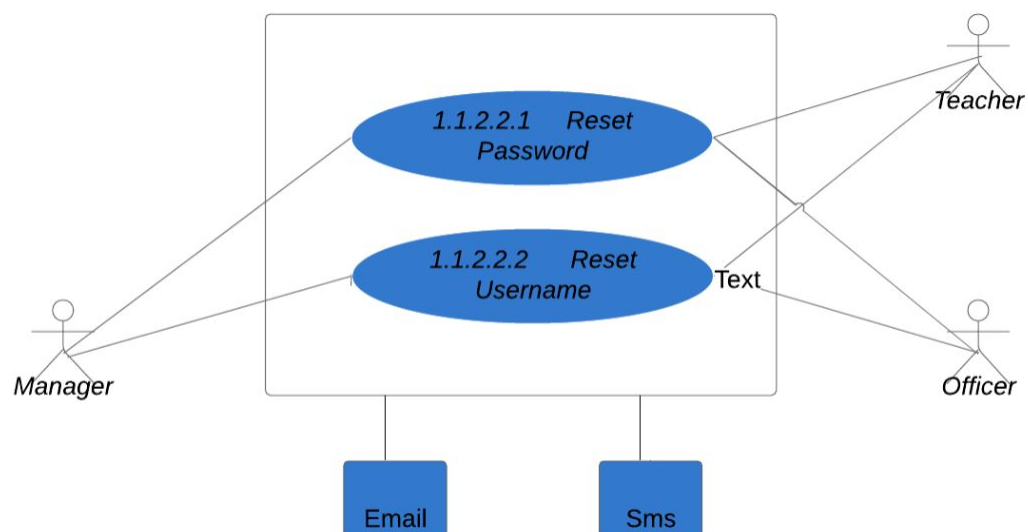 Teacher
1.1.2.2.1 Reset
Password
1.1.2.2.2 Reset
Username
Text
Manager
Officer
Email
Sms